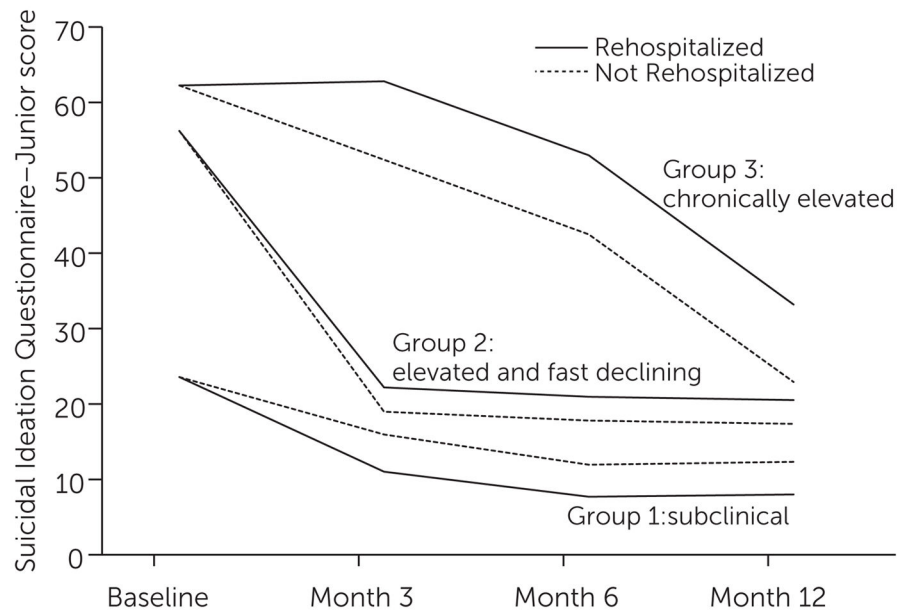 Suicidal Ideation Questionnaire–Junior score
70
60
50
40
30
20
10
0
Rehospitalized
Not Rehospitalized
Group 3:
chronically elevated
Group 2:
elevated and fast declining
Group 1:subclinical
Baseline
Month 3
Month 6
Month 12